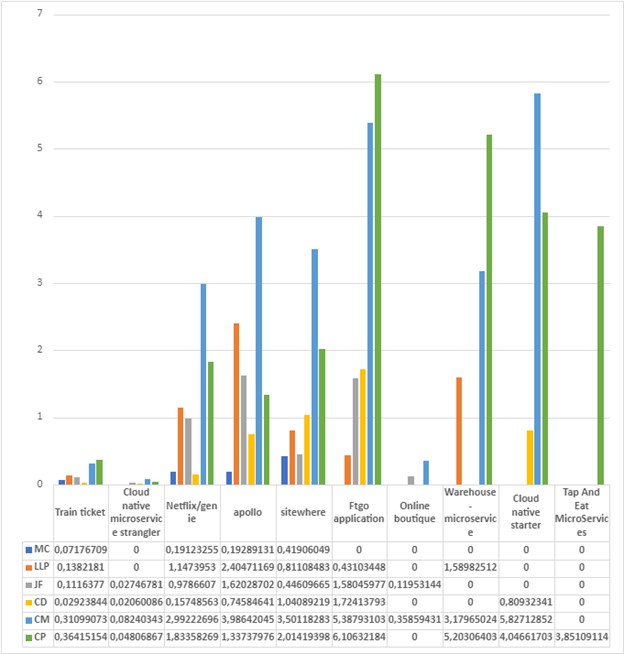 7
6
5
4
3
2
1
0
Train ticket
Cloud
native
microservic
e strangler
Netflix/gen
ie
apollo
sitewhere
Ftgo
application
Online
boutique
Warehouse-
microservic
e
Cloud
native
starter
Tap And
Eat
MicroServic
es
MC 0,07176709 0 0,19123255 0,19289131 0,41906049 0 0 0 0 0
LLP 0,1382181 0 1,1473953 2,40471169 0,81108483 0,43103448 0 1,58982512 0 0
JF 0,1116377 0,02746781 0,9786607 1,62028702 0,44609665 1,58045977 0,11953144 0 0 0
CD 0,02923844 0,02060086 0,15748563 0,74584641 1,04089219 1,72413793 0 0 0,80932341 0
CM 0,31099073 0,08240343 2,99222696 3,98642045 3,50118283 5,38793103 0,35859431 3,17965024 5,82712852 0
CP 0,36415154 0,04806867 1,83358269 1,33737976 2,01419398 6,10632184 0 5,20306403 4,04661703 3,85109114